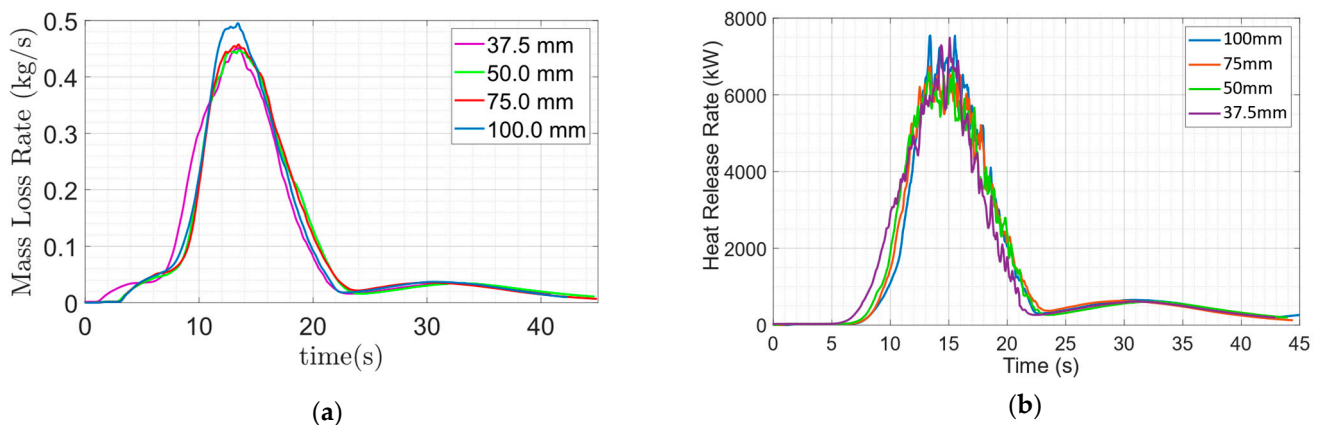 Mass Loss Rate (kg/s)
0.5
0.4
0.3
0.2
0.1
0
0
10
20
30
40
time(s)
37.5 mm
50.0 mm
75.0 mm
100.0 mm
(a)
Heat Release Rate (kW)
8000
6000
4000
2000
0
0
5
10
15
20
25
30
35
40
45
Time (s)
100mm
75mm
50mm
37.5mm
(b)